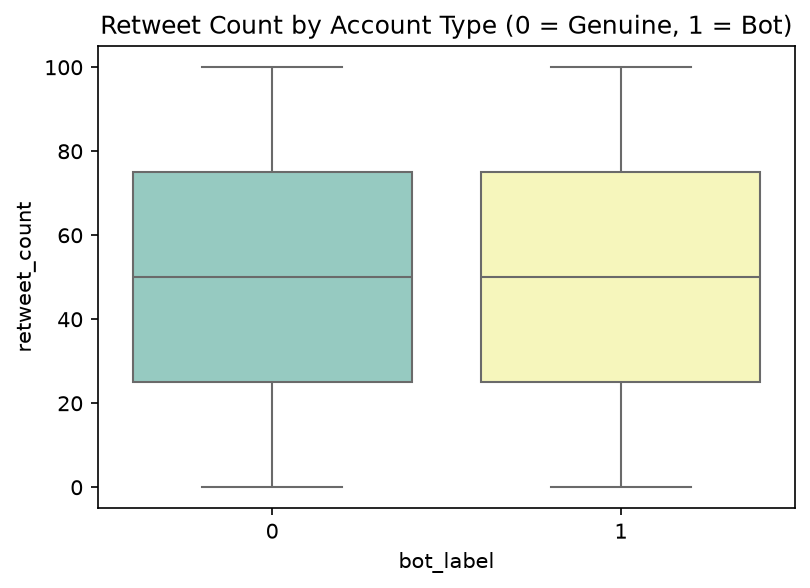 Retweet Count by Account Type (0 = Genuine, 1 = Bot)
100
80
60
40
20
0
retweet_count
0 1
bot_label